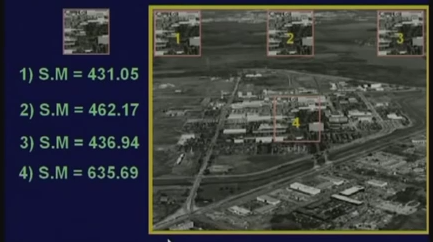 1) S.M = 431.05
2) S.M = 462.17
3) S.M = 436.94
4) S.M = 635.69
1
2
3
4